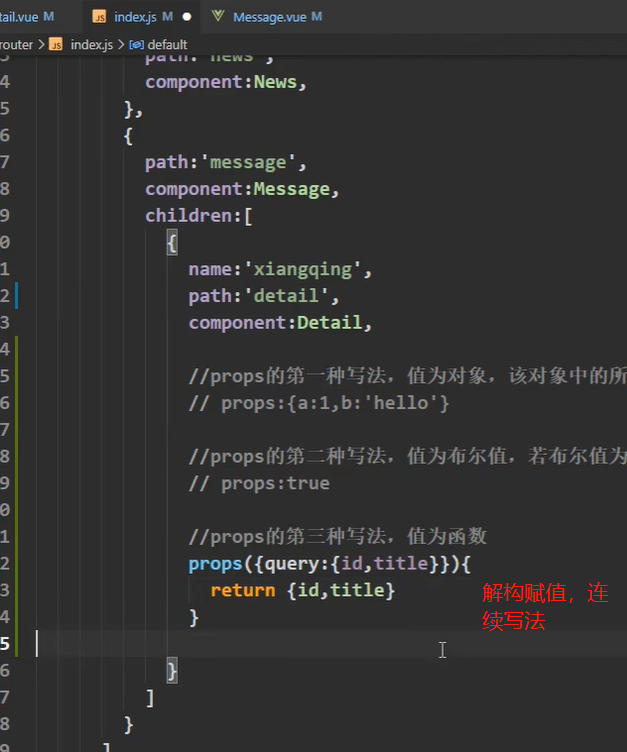 tail.vue M
JS index.js M ●
Message.vue M
router > JS index.js > default
path:'news',
4 component:News,
5 },
6 {
7 path:'message',
8 component:Message,
9 children:[
0 {
1 name:'xiangqing',
2 path:'detail',
3 component:Detail,
4
5 //props的第一种写法，值为对象，该对象中的所
6 // props:{a:1,b:'hello'}
7
8 //props的第二种写法，值为布尔值，若布尔值为
9 // props:true
0
1 //props的第三种写法，值为函数
2 props({query:{id,title}}){
3 return {id,title}
解构赋值，连
续写法
4 }
5
6 }
7 ]
8 }
9 ]